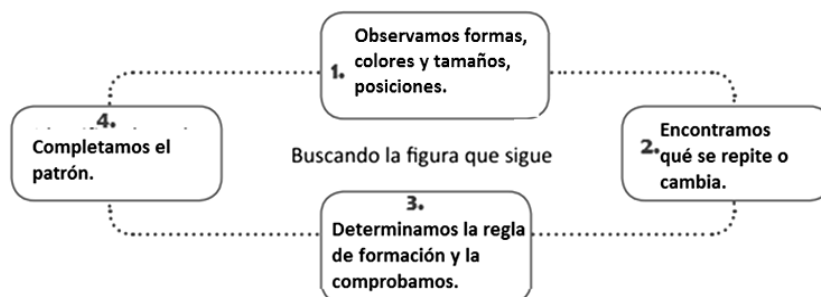 1. Observamos formas,
colores y tamaños,
posiciones.
2. Encontramos
qué se repite o
cambia.
3.
Determinamos la regla
de formación y la
comprobamos.
4.
Completamos el
patrón.
Buscando la figura que sigue